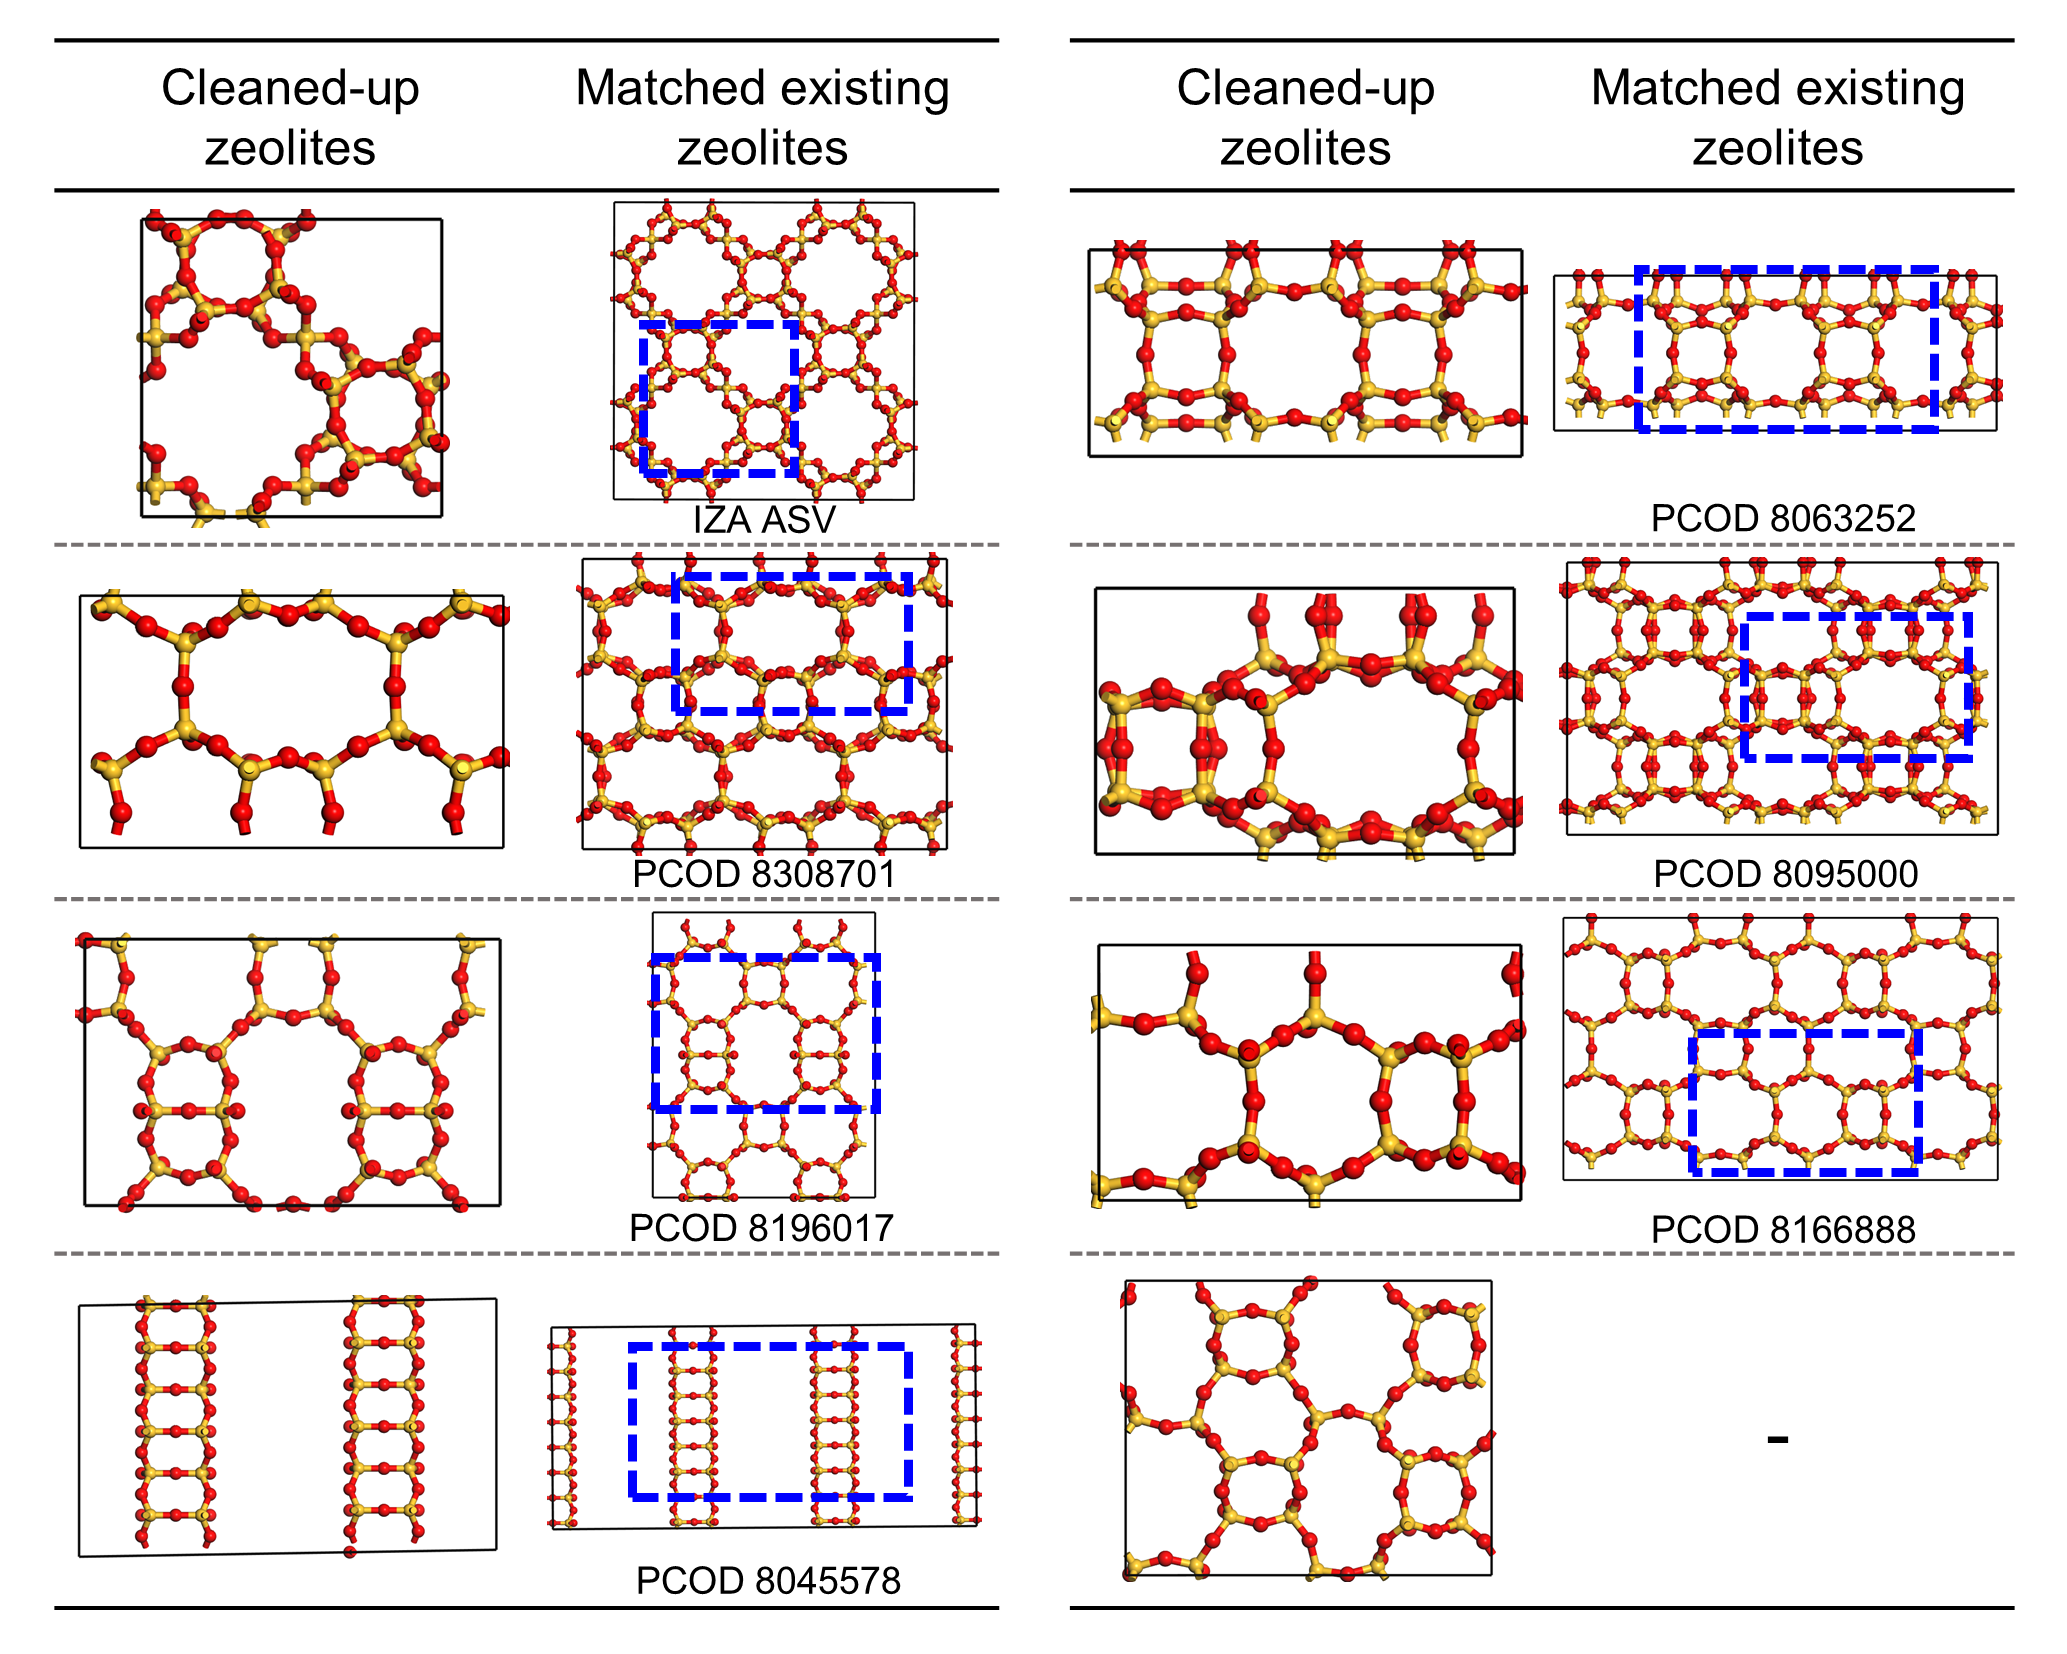 Cleaned-up
zeolites
Matched existing
zeolites
IZA ASV
PCOD 8308701
PCOD 8196017
PCOD 8045578
Cleaned-up
zeolites
Matched existing
zeolites
PCOD 8063252
PCOD 8095000
PCOD 8166888
-